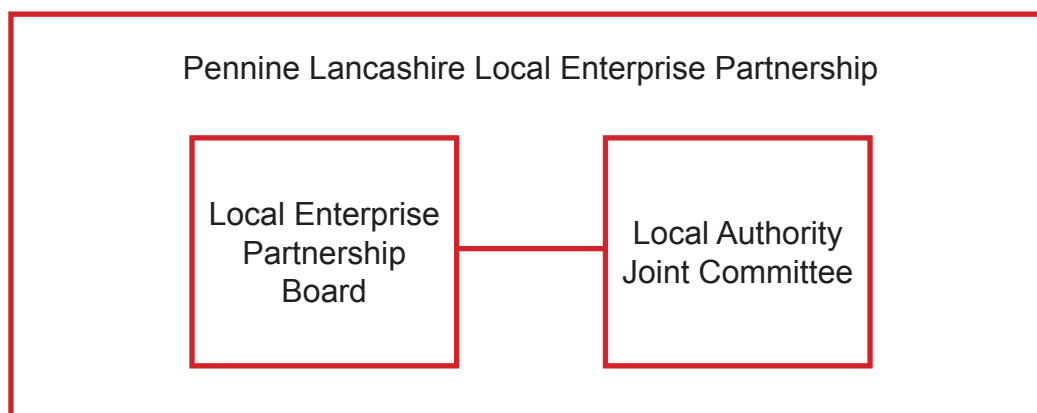 Pennine Lancashire Local Enterprise Partnership
Local Enterprise
Partnership
Board
Local Authority
Joint Committee